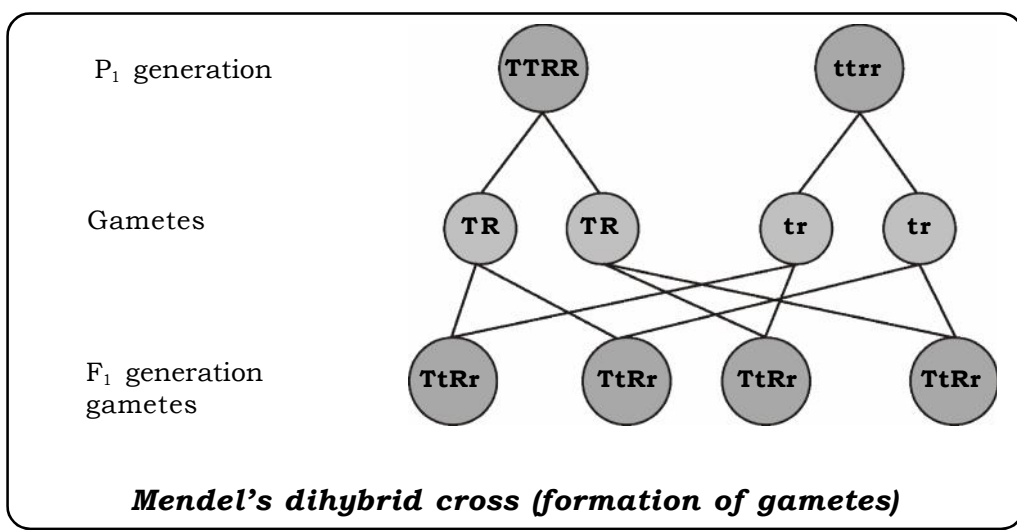 P₁ generation
TTRR
ttrr
Gametes
TR
TR
tr
tr
F₁ generation
gametes
TtRr
TtRr
TtRr
TtRr
Mendel's dihybrid cross (formation of gametes)